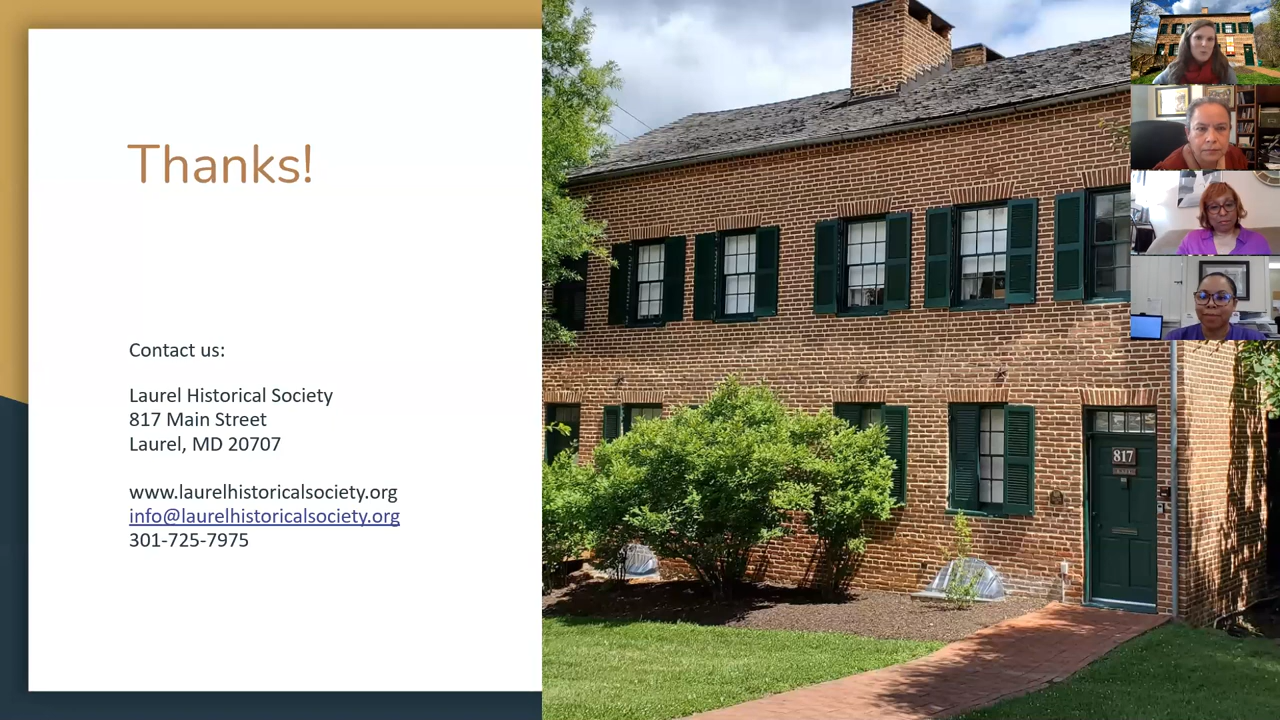 Thanks!
Contact us:
Laurel Historical Society
817 Main Street
Laurel, MD 20707
www.laurelhistoricalsociety.org
info@laurelhistoricalsociety.org
301-725-7975
817